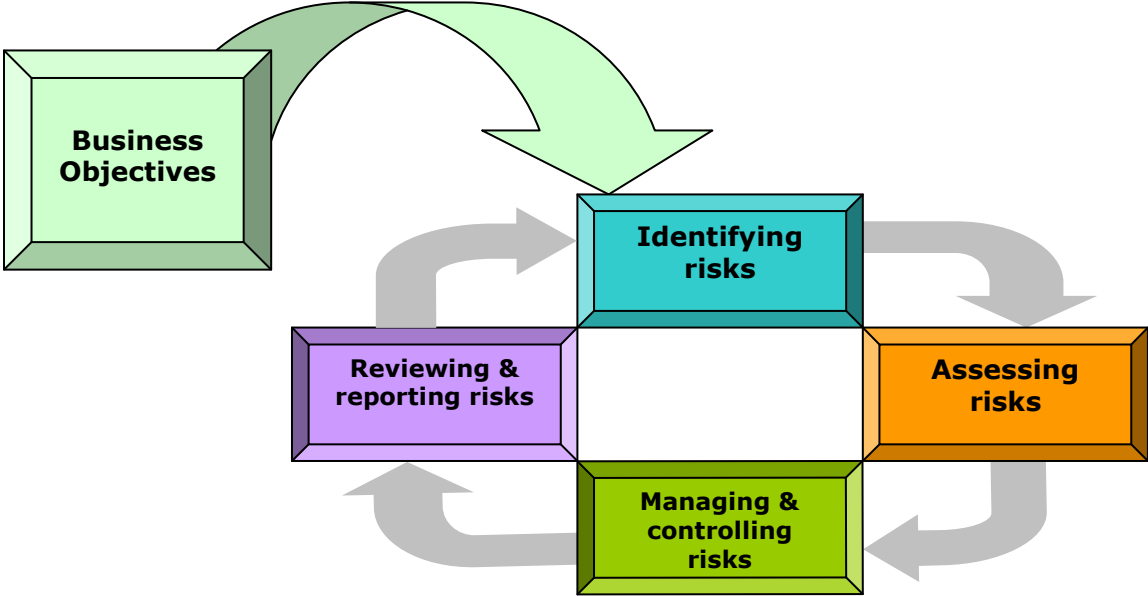 Business
Objectives
Identifying
risks
Assessing
risks
Managing &
controlling
risks
Reviewing &
reporting risks